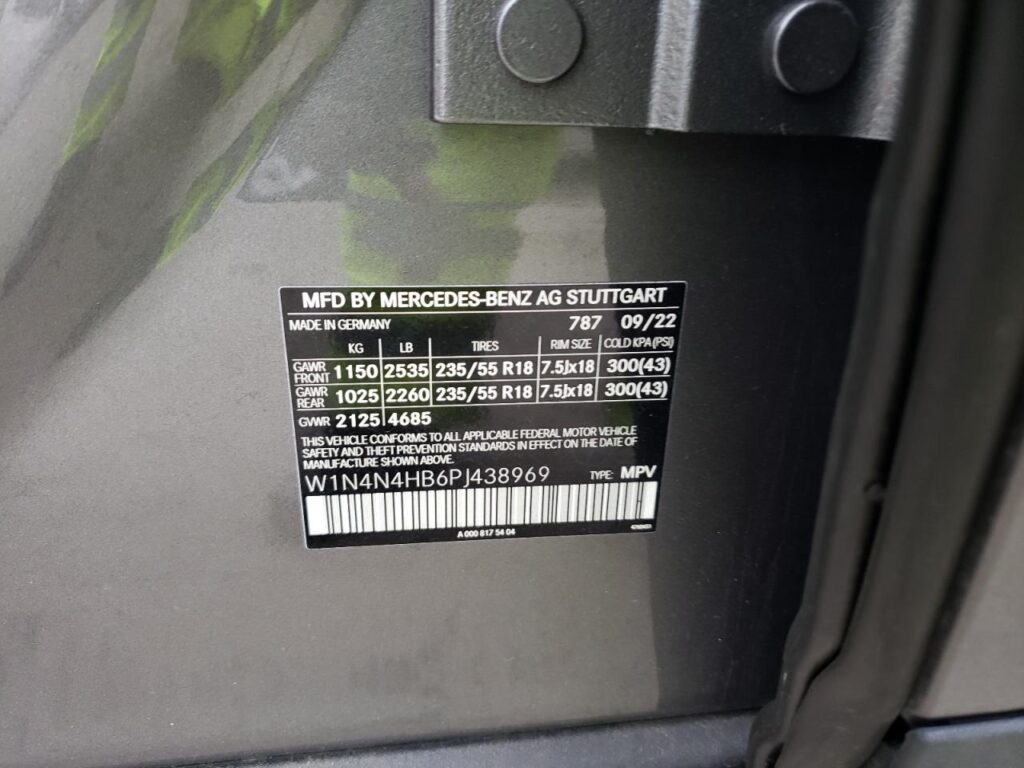 MFD BY MERCEDES-BENZ AG STUTTGART
MADE IN GERMANY 787 09/22
KG LB TIRES RIM SIZE COLD KPA (PSI)
GAWR FRONT 1150 2535 235/55 R18 7.5Jx18 300(43)
GAWR REAR 1025 2260 235/55 R18 7.5Jx18 300(43)
GVWR 2125 4685
THIS VEHICLE CONFORMS TO ALL APPLICABLE FEDERAL MOTOR VEHICLE
SAFETY AND THEFT PREVENTION STANDARDS IN EFFECT ON THE DATE OF
MANUFACTURE SHOWN ABOVE.
W1N4N4HB6PJ438969 TYPE: MPV
A 000 817 54 04